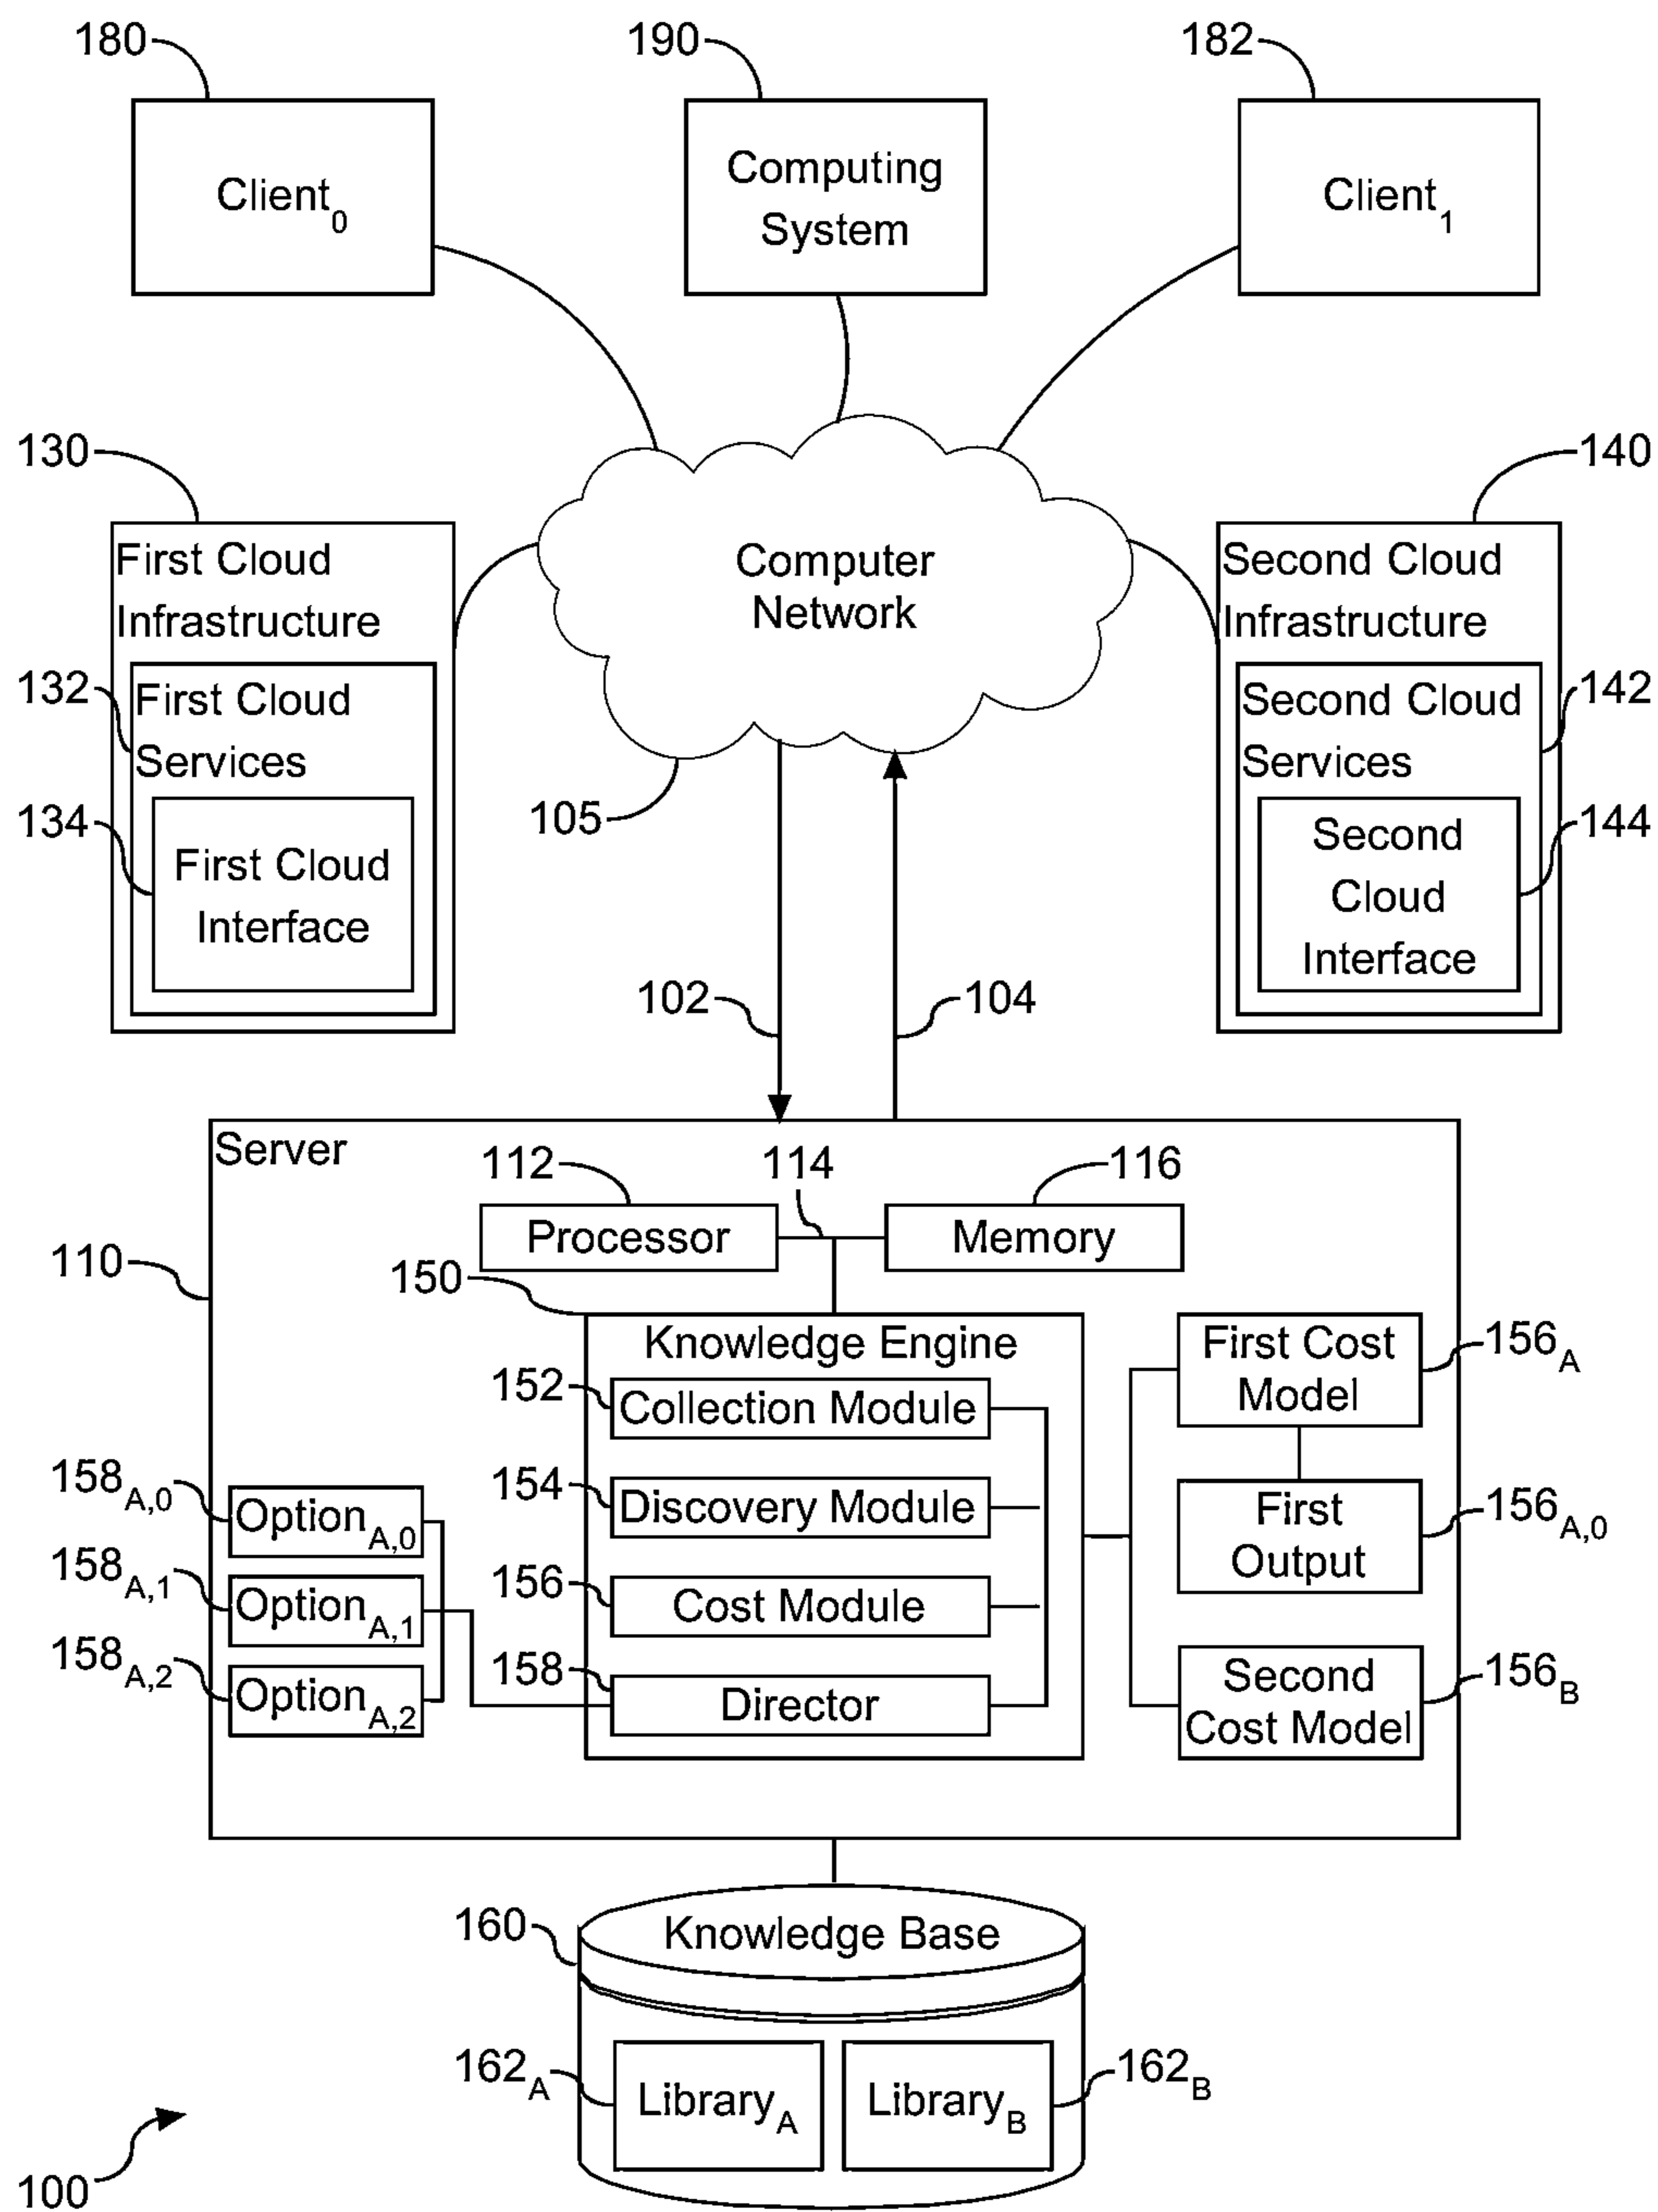 180
190
182
Client0
Computing
System
Client1
130
140
First Cloud
Infrastructure
Computer
Network
Second Cloud
Infrastructure
132
First Cloud
Services
142
Second Cloud
Services
134
First Cloud
Interface
105
144
Second
Cloud
Interface
102
104
Server
112
114
116
Processor
Memory
110
150
Knowledge Engine
First Cost
Model
156A
152
Collection Module
158A,0
OptionA,0
154
Discovery Module
First
Output
156A,0
158A,1
OptionA,1
156
Cost Module
158A,2
OptionA,2
158
Director
Second
Cost Model
156B
160
Knowledge Base
162A
LibraryA
LibraryB
162B
100